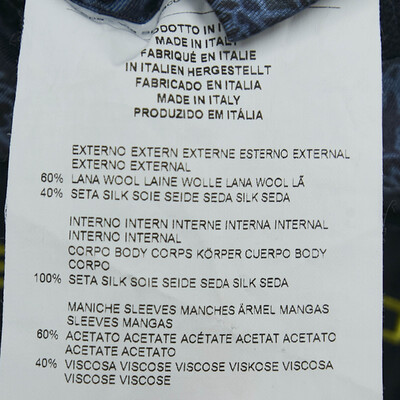 PRODOTTO IN IT
MADE IN ITALY
FABRIQUÉ EN ITALIE
IN ITALIEN HERGESTELLT
FABRICADO EN ITALIA
MADE IN ITALY
PRODUZIDO EM ITÁLIA
EXTERNO EXTERN EXTERNE ESTERNO EXTERNAL
EXTERNO EXTERNAL
60% LANA WOOL LAINE WOLLE LANA WOOL LÃ
40% SETA SILK SOIE SEIDE SEDA SILK SEDA
INTERNO INTERN INTERNE INTERNA INTERNAL
INTERNO INTERNAL
CORPO BODY CORPS KÖRPER CUERPO BODY
CORPO
100% SETA SILK SOIE SEIDE SEDA SILK SEDA
MANICHE SLEEVES MANCHES ÄRMEL MANGAS
SLEEVES MANGAS
60% ACETATO ACETATE ACÉTATE ACETAT ACETATO
ACETATE ACETATO
40% VISCOSA VISCOSE VISCOSE VISKOSE VISCOSA
VISCOSE VISCOSE